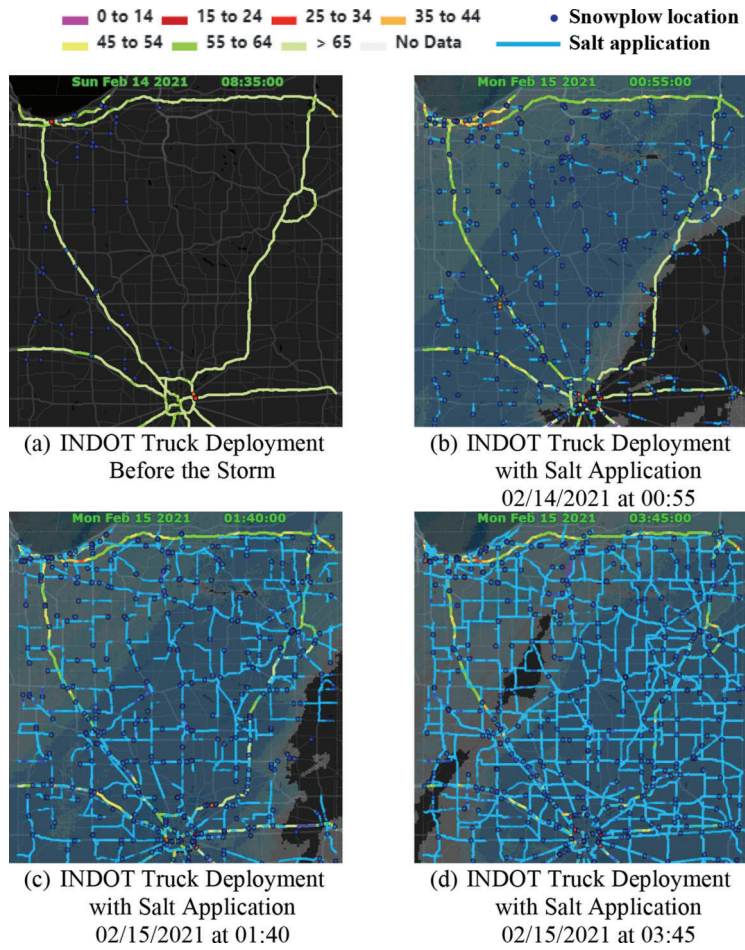 0 to 14 15 to 24 25 to 34 35 to 44 Snowplow location
45 to 54 55 to 64 > 65 No Data Salt application
Sun Feb 14 2021 08:35:00
Mon Feb 15 2021 00:55:00
(a) INDOT Truck Deployment
Before the Storm
(b) INDOT Truck Deployment
with Salt Application
02/14/2021 at 00:55
Mon Feb 15 2021 01:40:00
Mon Feb 15 2021 03:45:00
(c) INDOT Truck Deployment
with Salt Application
02/15/2021 at 01:40
(d) INDOT Truck Deployment
with Salt Application
02/15/2021 at 03:45